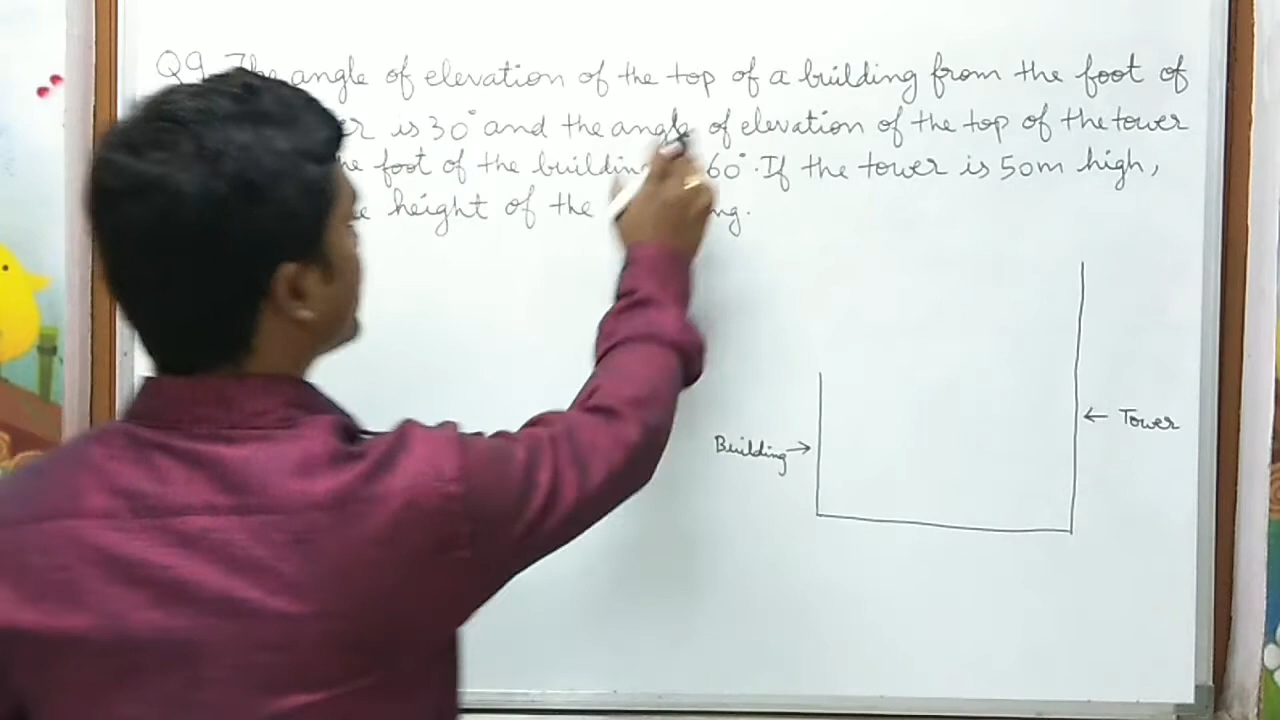 Q9 The angle of elevation of the top of a building from the foot of
is 30° and the angle of elevation of the top of the tower
foot of the building 60°. If the tower is 50m high,
height of the
Building →
← Tower